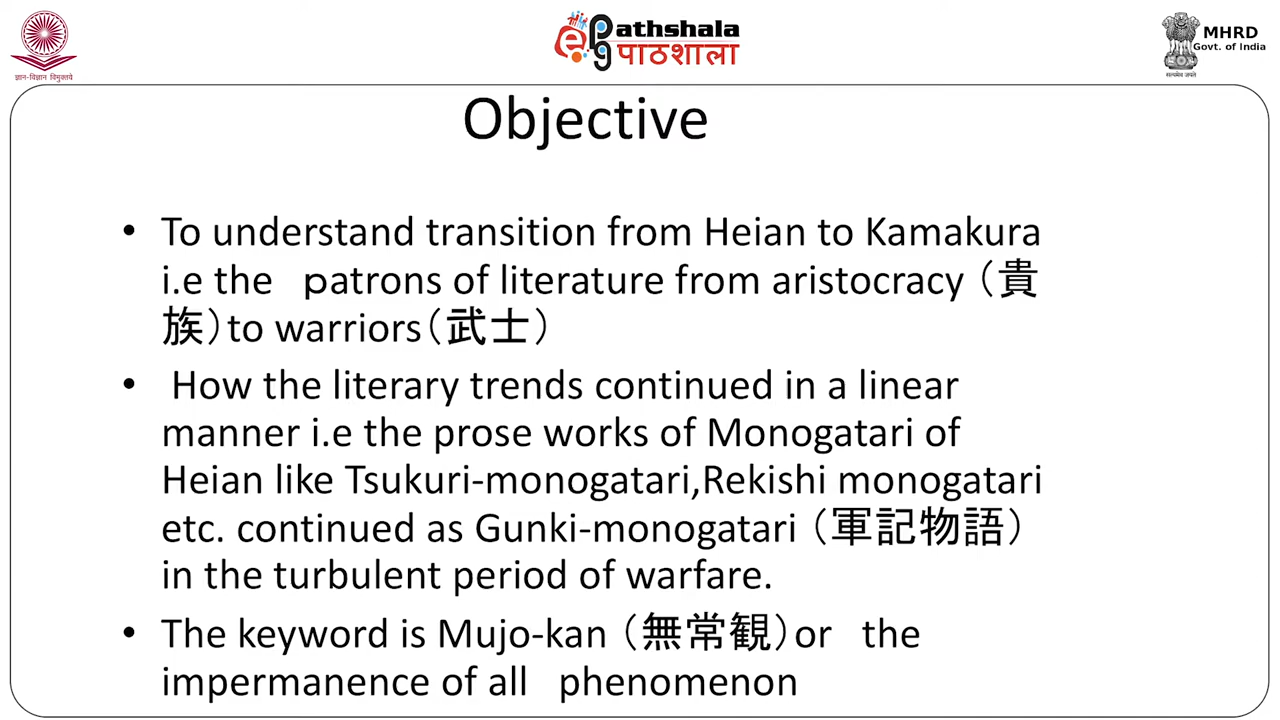 ज्ञान-विज्ञान विमुक्तये
ePG Pathshala
पाठशाला
सत्यमेव जयते
MHRD
Govt. of India
Objective
• To understand transition from Heian to Kamakura
i.e the patrons of literature from aristocracy （貴
族）to warriors（武士）
• How the literary trends continued in a linear
manner i.e the prose works of Monogatari of
Heian like Tsukuri-monogatari,Rekishi monogatari
etc. continued as Gunki-monogatari （軍記物語）
in the turbulent period of warfare.
• The keyword is Mujo-kan （無常観）or the
impermanence of all phenomenon